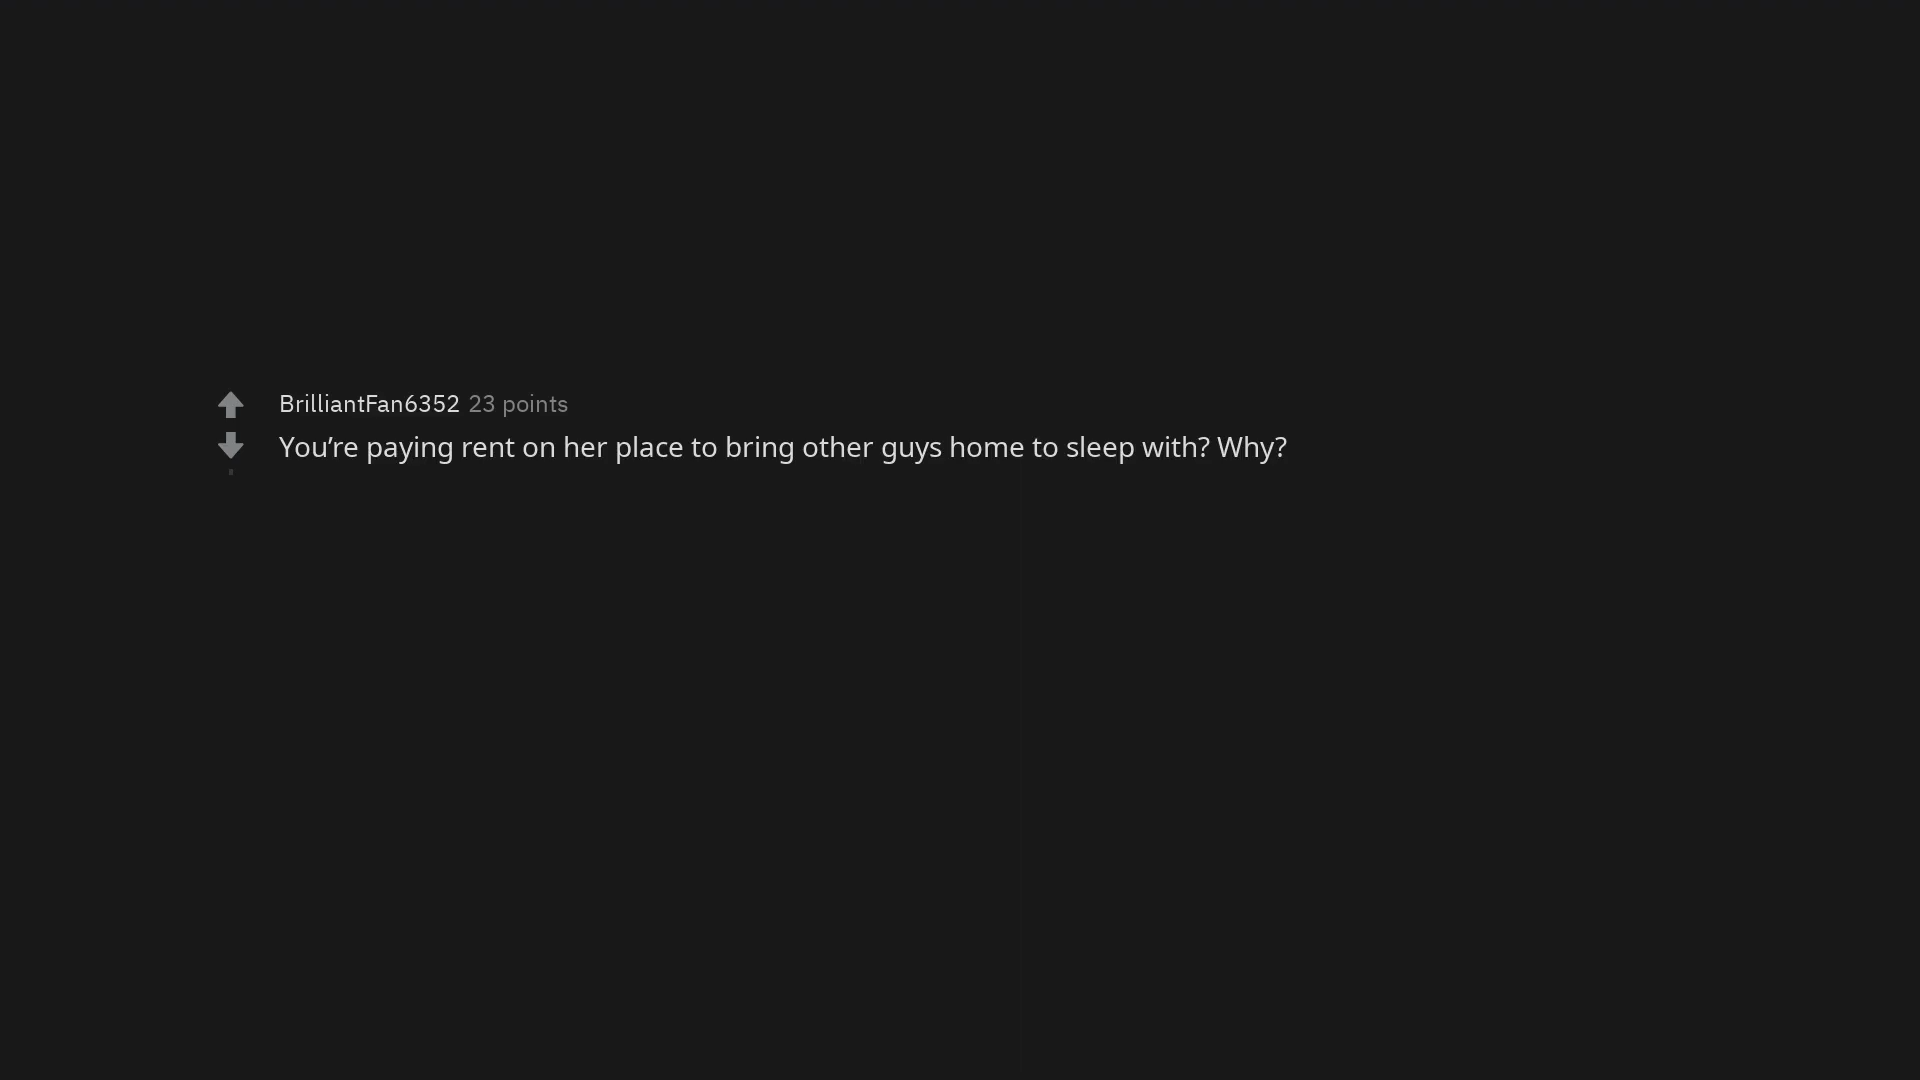 BrilliantFan6352 23 points
You’re paying rent on her place to bring other guys home to sleep with? Why?